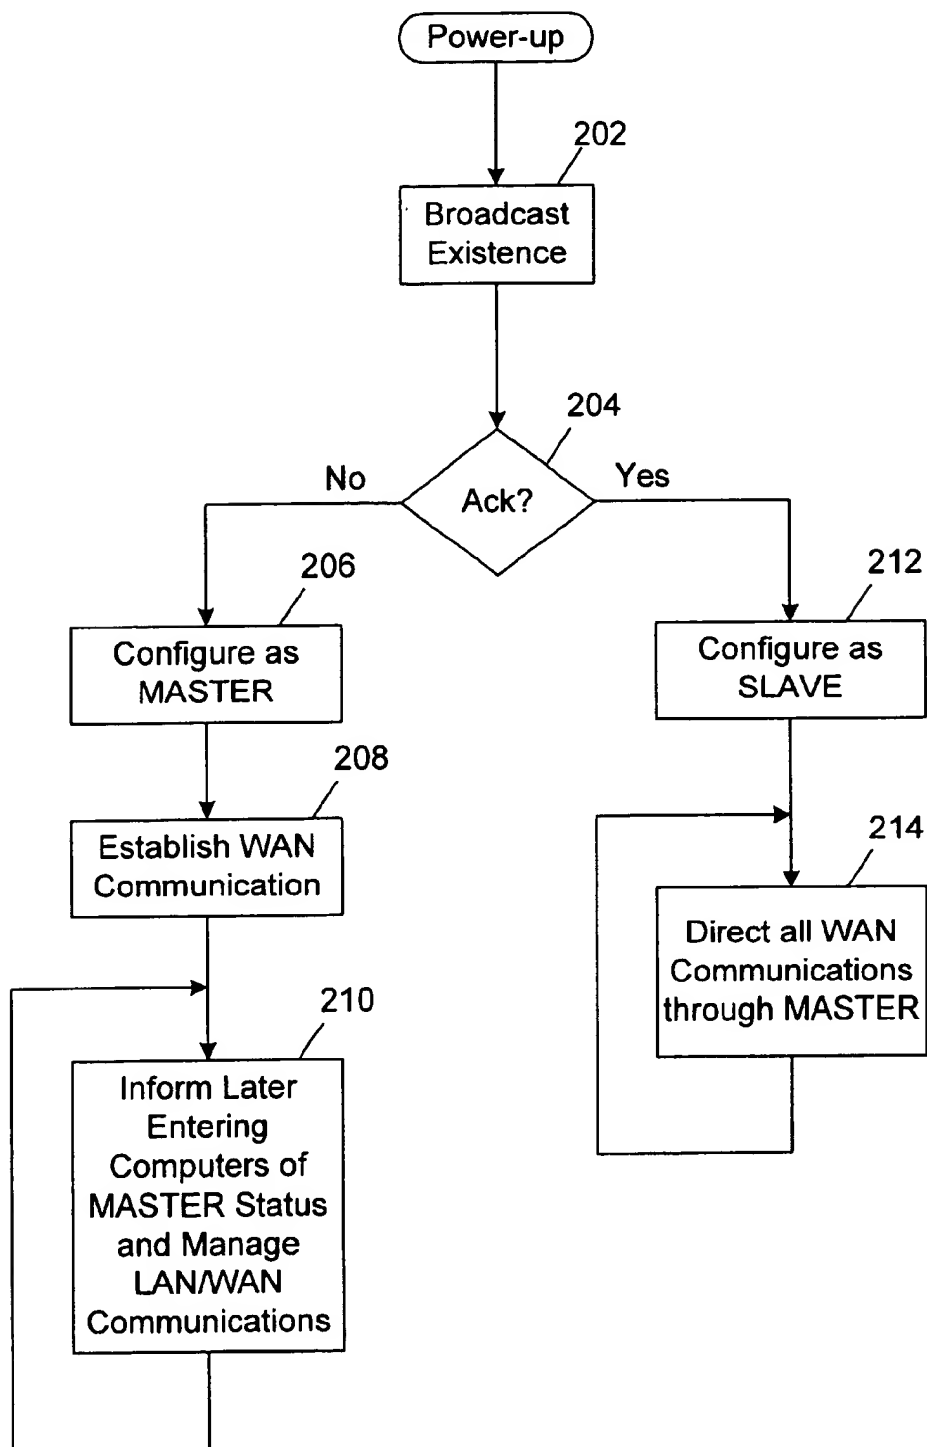 Power-up
202
Broadcast
Existence
204
No
Yes
Ack?
206
212
Configure as
MASTER
Configure as
SLAVE
208
Establish WAN
Communication
214
Direct all WAN
Communications
through MASTER
210
Inform Later
Entering
Computers of
MASTER Status
and Manage
LAN/WAN
Communications